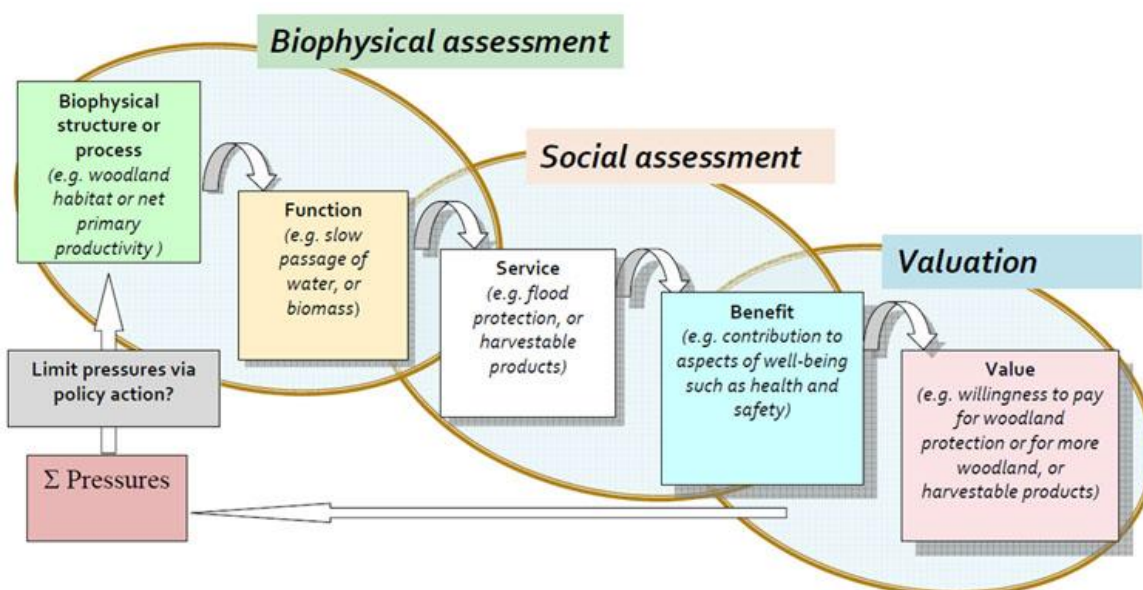 Biophysical assessment
Biophysical
structure or
process
(e.g. woodland
habitat or net
primary
productivity )
Social assessment
Function
(e.g. slow
passage of
water, or
biomass)
Service
(e.g. flood
protection, or
harvestable
products)
Valuation
Benefit
(e.g. contribution to
aspects of well-being
such as health and
safety)
Value
(e.g. willingness to pay
for woodland
protection or for more
woodland, or
harvestable products)
Limit pressures via
policy action?
Σ Pressures